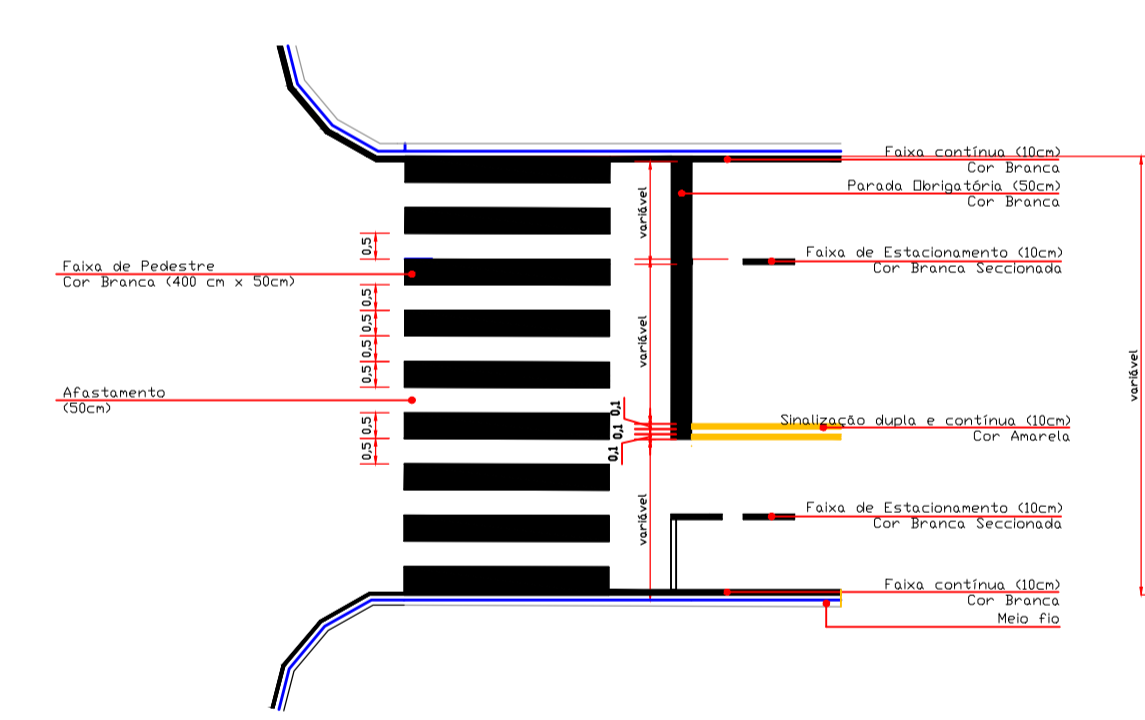 Faixa contínua (10cm)
Cor Branca
Parada Obrigatória (50cm)
Cor Branca
variável
0,5
Faixa de Estacionamento (10cm)
Cor Branca Seccionada
Faixa de Pedestre
Cor Branca (400 cm x 50cm)
0,5
0,5
0,5
0,5
variável
variável
Afastamento
(50cm)
0,1
0,1
0,1
Sinalização dupla e contínua (10cm)
Cor Amarela
0,5
0,5
variável
Faixa de Estacionamento (10cm)
Cor Branca Seccionada
Faixa contínua (10cm)
Cor Branca
Meio fio